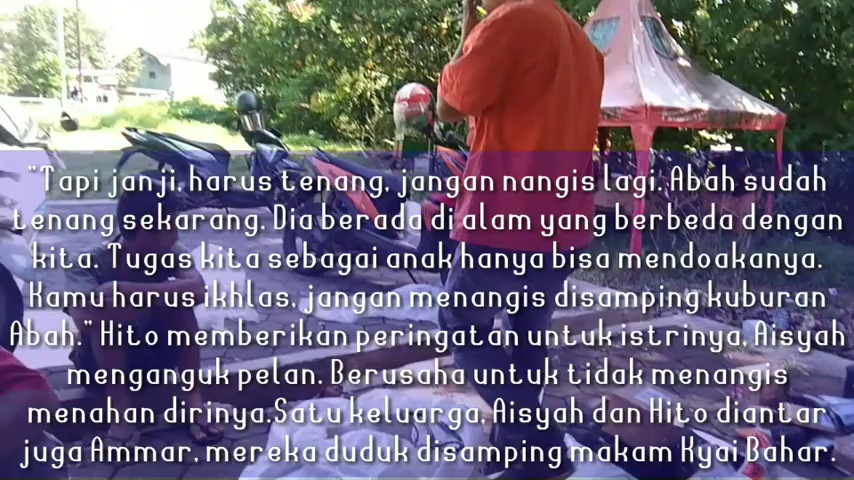 "Tapi janji, harus tenang, jangan nangis lagi. Abah sudah
tenang sekarang. Dia berada di alam yang berbeda dengan
kita. Tugas kita sebagai anak hanya bisa mendoakanya.
Kamu harus ikhlas, jangan menangis disamping kuburan
Abah." Hito memberikan peringatan untuk istrinya, Aisyah
menganguk pelan. Berusaha untuk tidak menangis
menahan dirinya.Satu keluarga, Aisyah dan Hito diantar
juga Ammar, mereka duduk disamping makam Kyai Bahar.